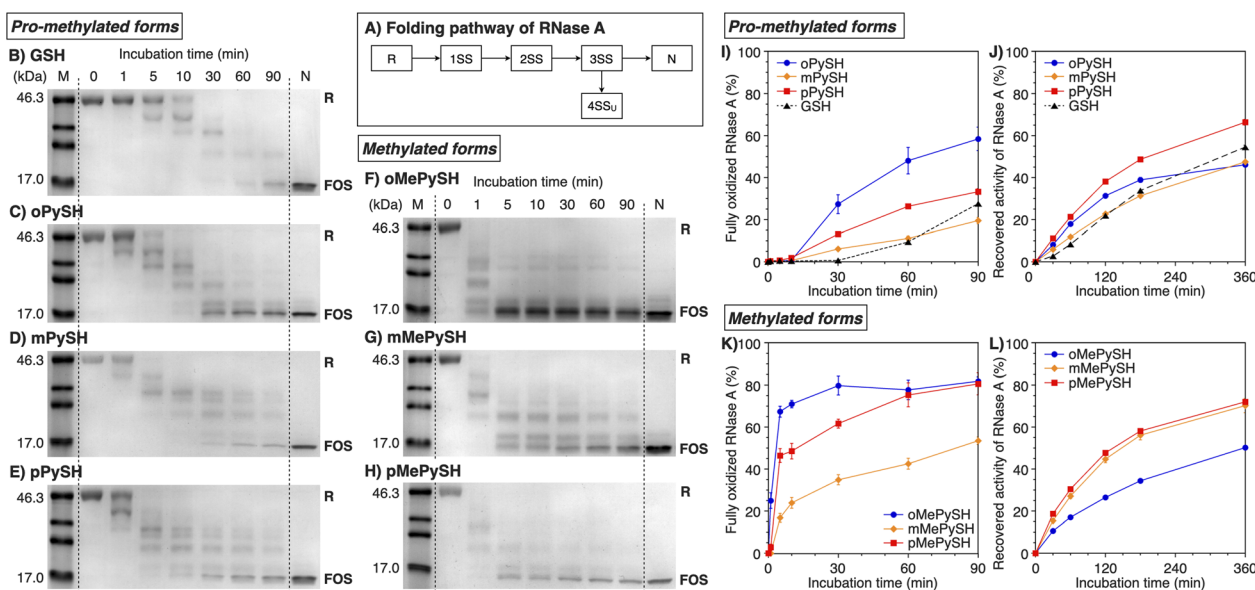 Pro-methylated forms
B) GSH
Incubation time (min)
(kDa) M 0 1 5 10 30 60 90 N
46.3
R
17.0
FOS
C) oPySH
46.3
R
17.0
FOS
D) mPySH
46.3
R
17.0
FOS
E) pPySH
46.3
R
17.0
FOS
A) Folding pathway of RNase A
R 1SS 2SS 3SS N
4SSU
Methylated forms
F) oMePySH
Incubation time (min)
(kDa) M 0 1 5 10 30 60 90 N
46.3
R
17.0
FOS
G) mMePySH
46.3
R
17.0
FOS
H) pMePySH
46.3
R
17.0
FOS
Pro-methylated forms
I)
100
80
60
40
20
0
Fully oxidized RNase A (%)
oPySH
mPySH
pPySH
GSH
0 30 60 90
Incubation time (min)
J)
100
80
60
40
20
0
Recovered activity of RNase A (%)
oPySH
mPySH
pPySH
GSH
0 120 240 360
Incubation time (min)
Methylated forms
K)
100
80
60
40
20
0
Fully oxidized RNase A (%)
oMePySH
mMePySH
pMePySH
0 30 60 90
Incubation time (min)
L)
100
80
60
40
20
0
Recovered activity of RNase A (%)
oMePySH
mMePySH
pMePySH
0 120 240 360
Incubation time (min)